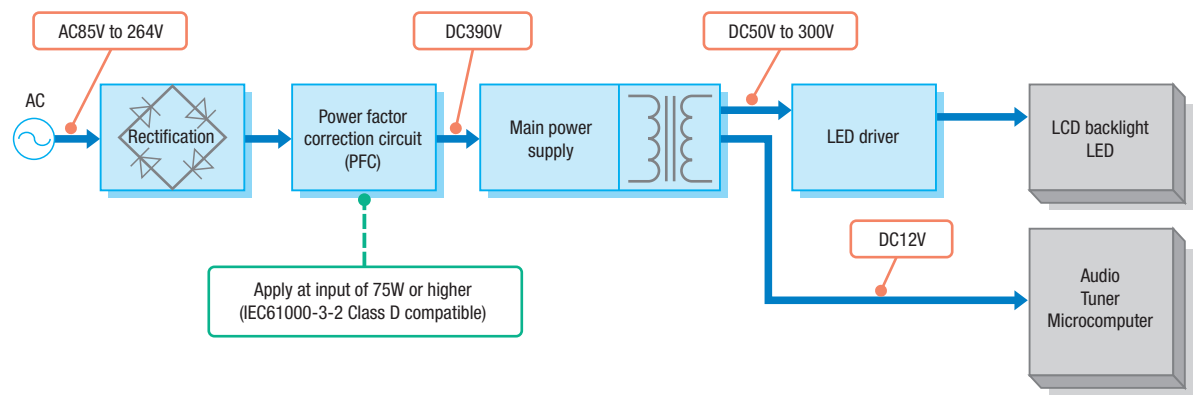 AC85V to 264V
DC390V
DC50V to 300V
AC
Rectification
Power factor
correction circuit
(PFC)
Main power
supply
LED driver
LCD backlight
LED
DC12V
Apply at input of 75W or higher
(IEC61000-3-2 Class D compatible)
Audio
Tuner
Microcomputer